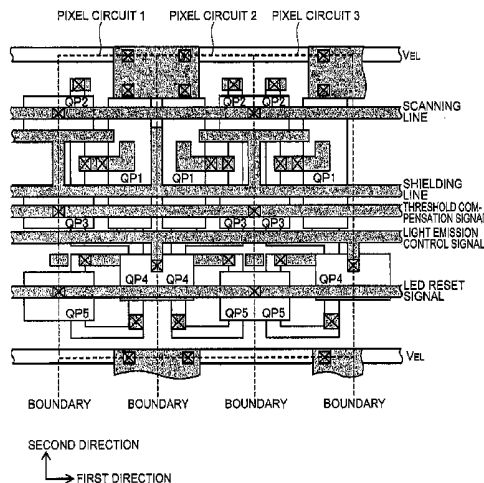 PIXEL CIRCUIT 1 PIXEL CIRCUIT 2 PIXEL CIRCUIT 3
VEL
QP2 QP2 QP2
SCANNING
LINE
QP1 QP1 QP1
SHIELDING
LINE
THRESHOLD COM-
PENSATION SIGNAL
QP3 QP3 QP3
LIGHT EMISSION
CONTROL SIGNAL
QP4 QP4 QP4
LED RESET
SIGNAL
QP5 QP5 QP5
VEL
BOUNDARY BOUNDARY BOUNDARY BOUNDARY
SECOND DIRECTION
FIRST DIRECTION